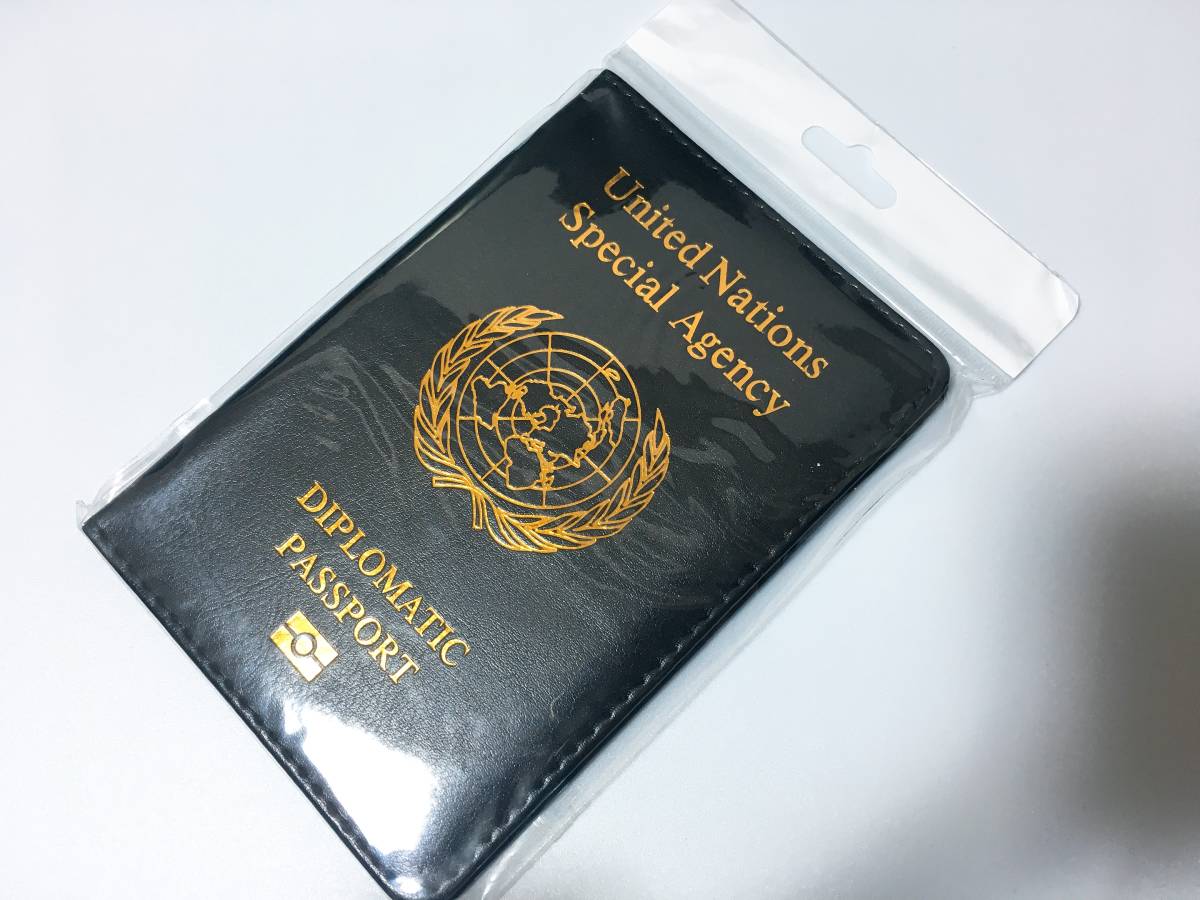 United Nations
Special Agency
DIPLOMATIC
PASSPORT